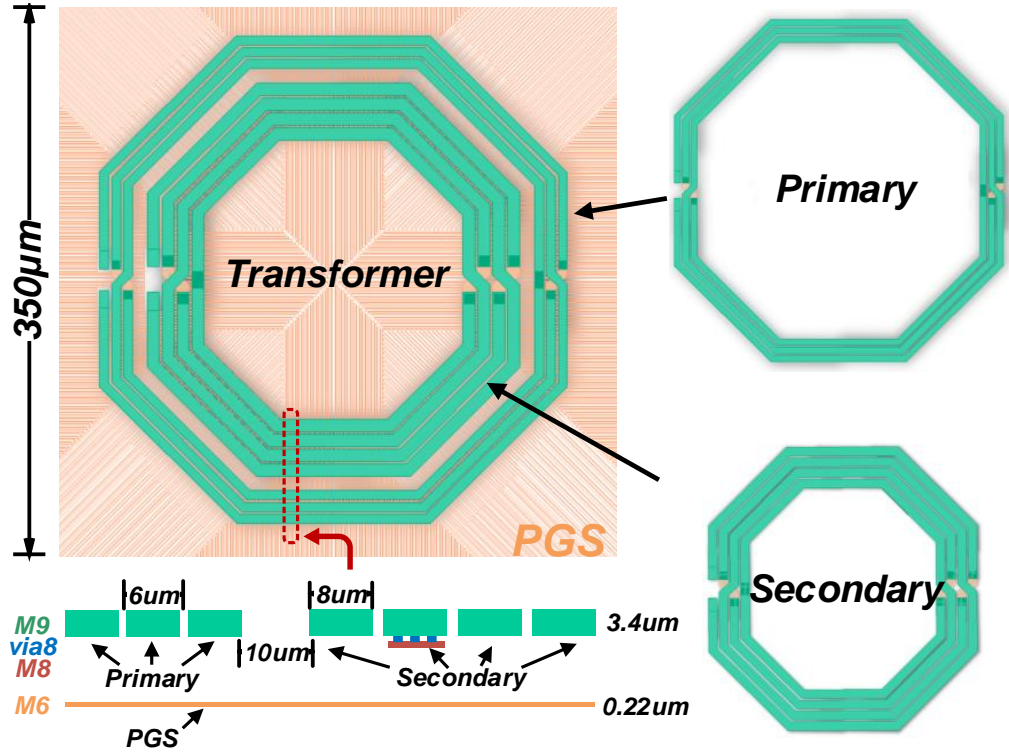 350μm
Transformer
PGS
Primary
Secondary
6um
8um
M9
via8
M8
M6
10um
Primary
Secondary
3.4um
0.22um
PGS